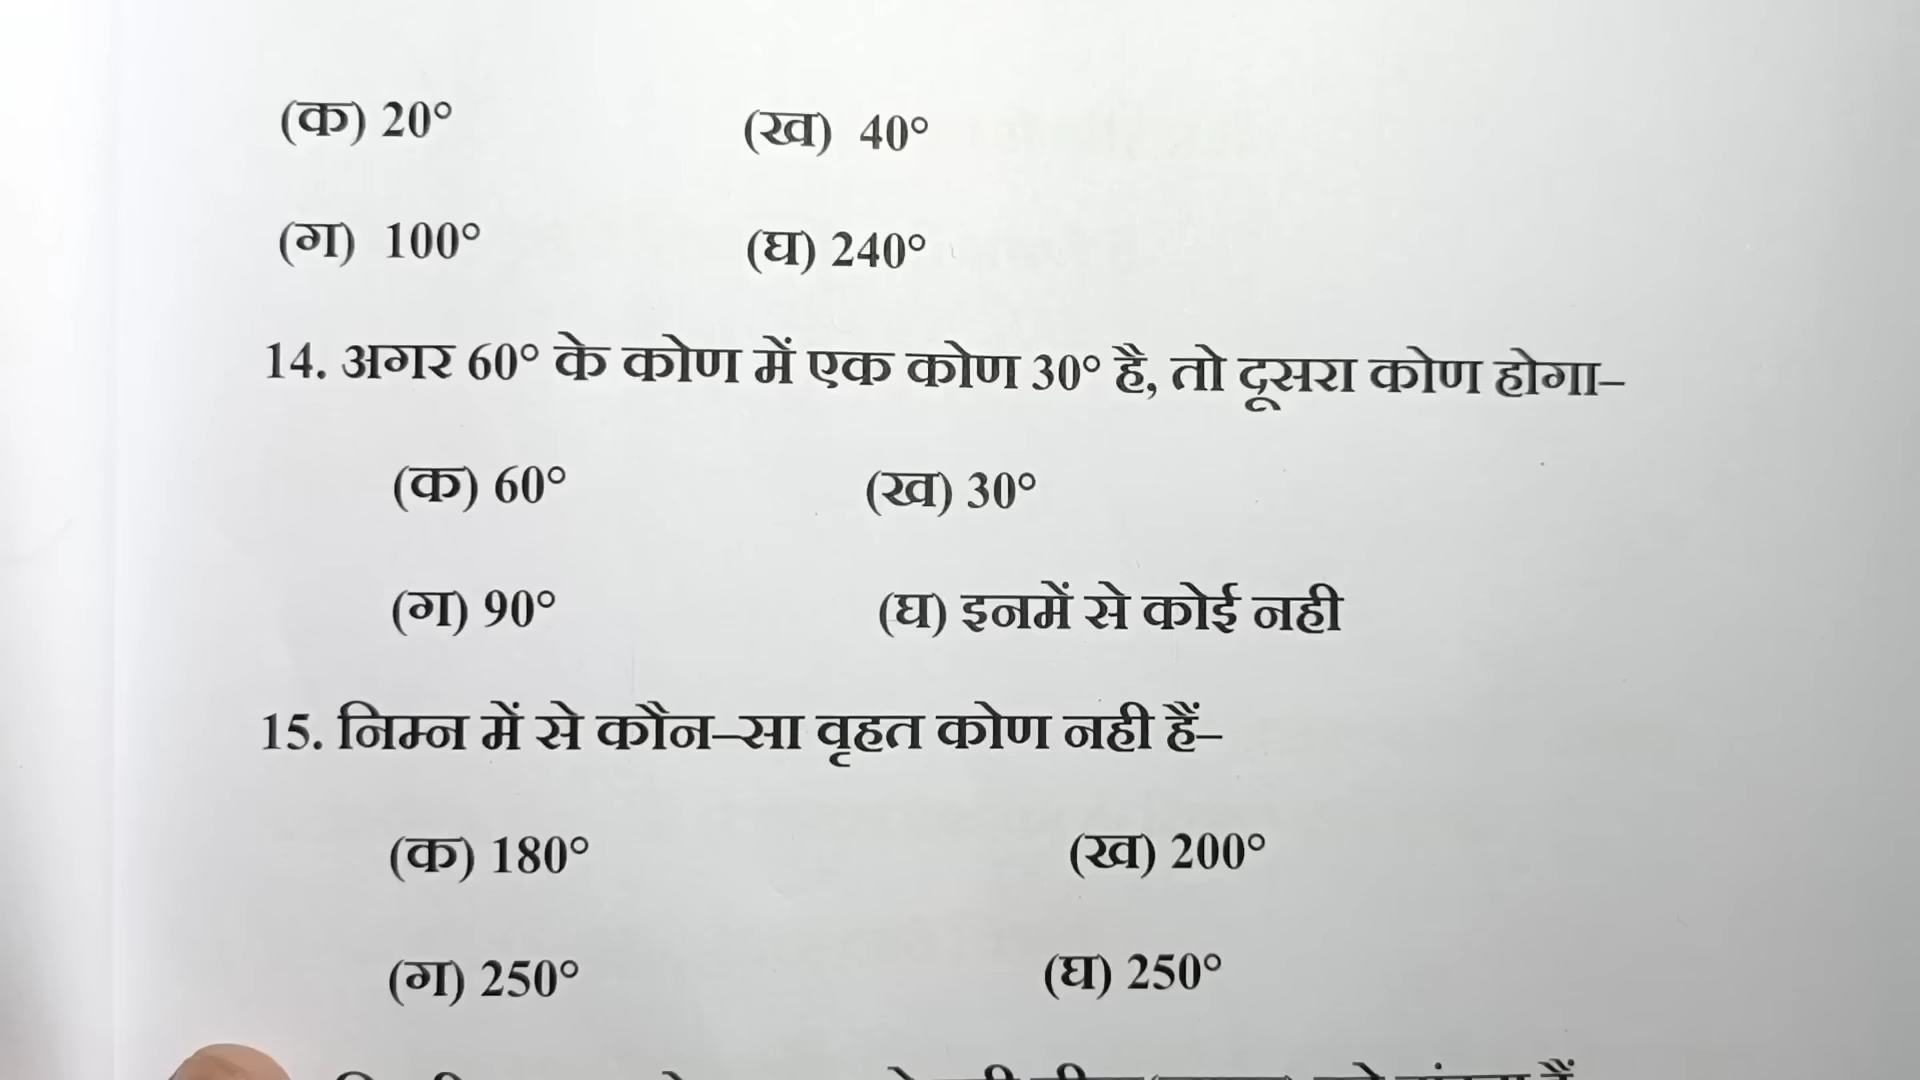 (क) 20° (ख) 40°
(ग) 100° (घ) 240°
14. अगर 60° के कोण में एक कोण 30° है, तो दूसरा कोण होगा–
(क) 60° (ख) 30°
(ग) 90° (घ) इनमें से कोई नही
15. निम्न में से कौन–सा वृहत कोण नही हैं–
(क) 180° (ख) 200°
(ग) 250° (घ) 250°